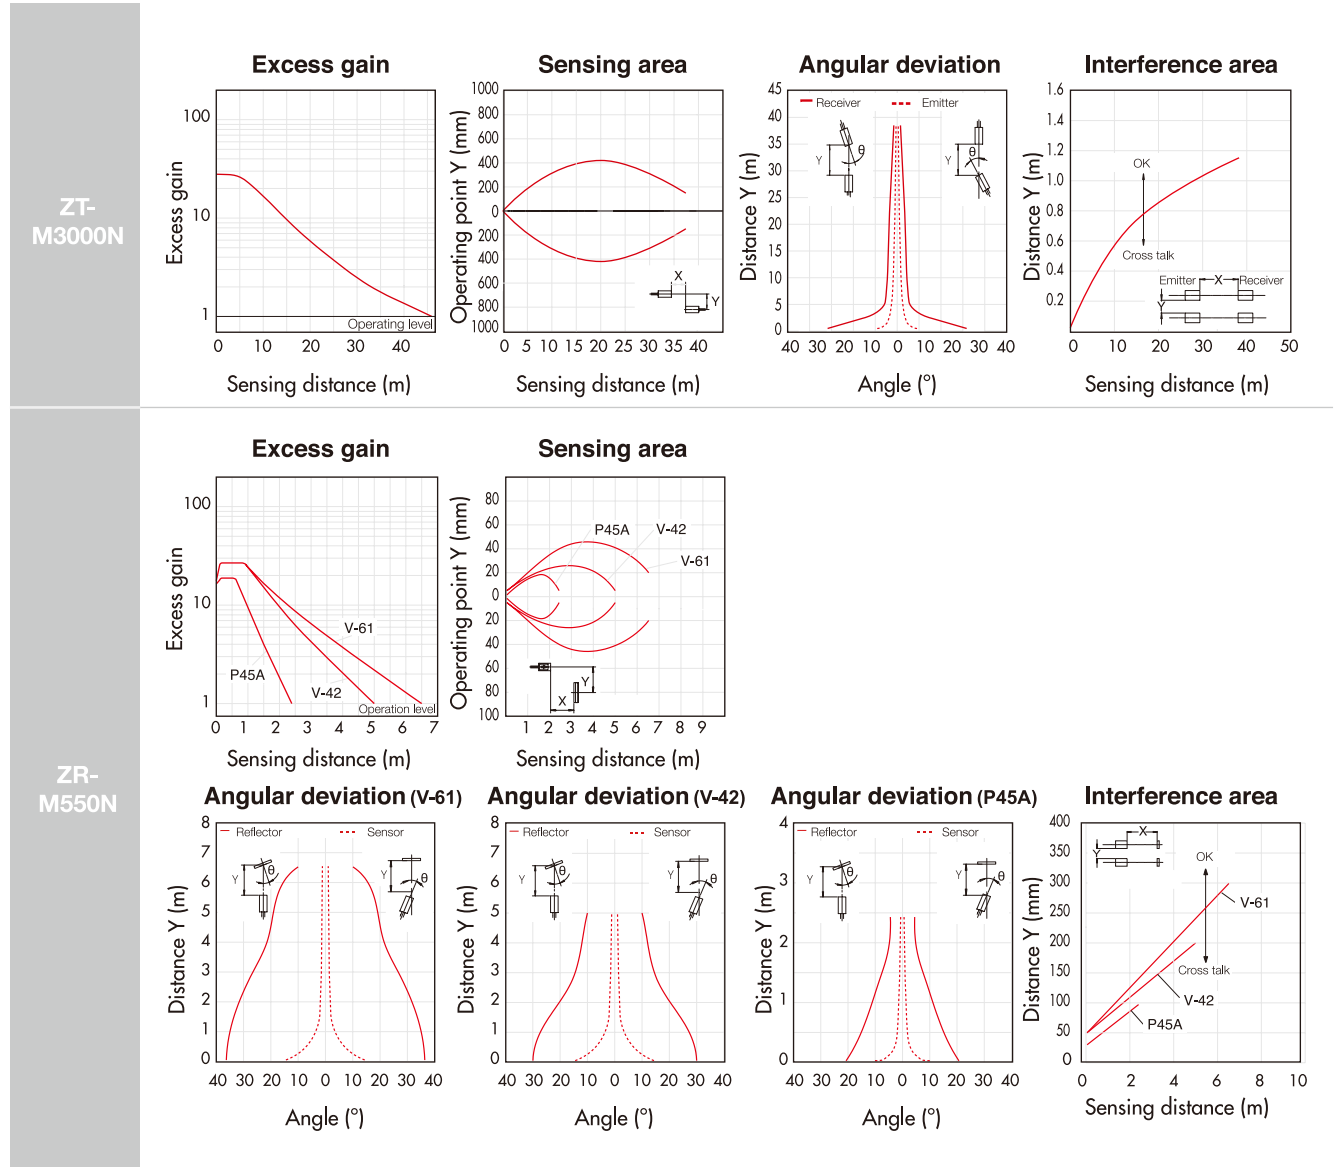 ZT-
M3000N
Excess gain
Excess gain
100
10
1
Operating level
0 10 20 30 40
Sensing distance (m)
Sensing area
Operating point Y (mm)
1000
800
600
400
200
0
200
400
600
800
1000
X
Y
0 5 10 15 20 25 30 35 40
Sensing distance (m)
Angular deviation
Distance Y (m)
45
40
35
30
25
20
15
10
5
0
Receiver
Emitter
Y θ
Y θ
40 30 20 10 0 10 20 30 40
Angle (°)
Interference area
Distance Y (m)
1.6
1.4
1.2
1.0
0.8
0.6
0.4
0.2
OK
Cross talk
Emitter X Receiver
Y
0 10 20 30 40 50
Sensing distance (m)
ZR-
M550N
Excess gain
Excess gain
100
10
1
V-61
P45A
V-42
Operation level
0 1 2 3 4 5 6 7
Sensing distance (m)
Sensing area
Operating point Y (mm)
80
60
40
20
0
20
40
60
80
100
P45A V-42
V-61
Y
X
1 2 3 4 5 6 7 8 9
Sensing distance (m)
Angular deviation (V-61)
Distance Y (m)
8
7
6
5
4
3
2
1
0
Reflector
Sensor
Y θ
Y θ
40 30 20 10 0 10 20 30 40
Angle (°)
Angular deviation (V-42)
Distance Y (m)
8
7
6
5
4
3
2
1
0
Reflector
Sensor
Y θ
Y θ
40 30 20 10 0 10 20 30 40
Angle (°)
Angular deviation (P45A)
Distance Y (m)
4
3
2
1
0
Reflector
Sensor
Y θ
Y θ
40 30 20 10 0 10 20 30 40
Angle (°)
Interference area
Distance Y (mm)
400
350
300
250
200
150
100
50
0
X
Y
OK
V-61
Cross talk
V-42
P45A
0 2 4 6 8 10
Sensing distance (m)